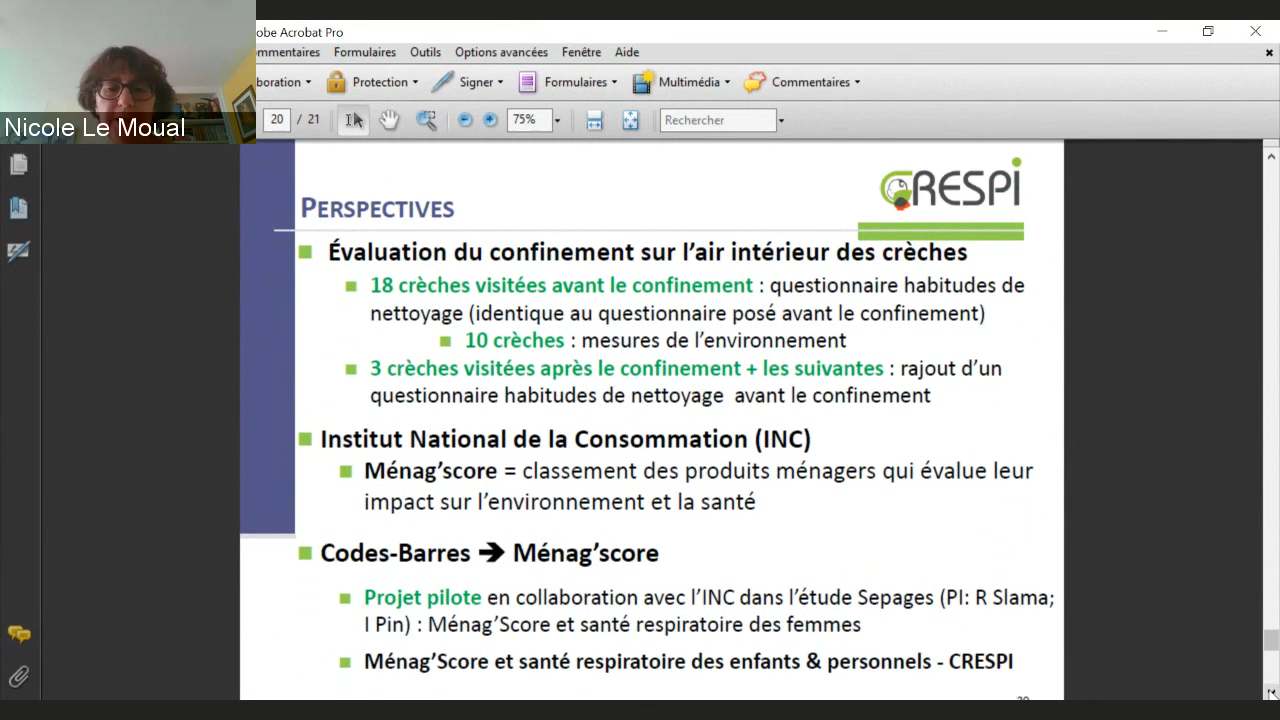 dobe Acrobat Pro
ommentaires Formulaires Outils Options avancées Fenêtre Aide
boration Protection Signer Formulaires Multimédia Commentaires
Nicole Le Moual
20 / 21 75% Rechercher
CRESPI
PERSPECTIVES
Évaluation du confinement sur l'air intérieur des crèches
18 crèches visitées avant le confinement : questionnaire habitudes de
nettoyage (identique au questionnaire posé avant le confinement)
10 crèches : mesures de l'environnement
3 crèches visitées après le confinement + les suivantes : rajout d'un
questionnaire habitudes de nettoyage avant le confinement
Institut National de la Consommation (INC)
Ménag'score = classement des produits ménagers qui évalue leur
impact sur l'environnement et la santé
Codes-Barres ➔ Ménag'score
Projet pilote en collaboration avec l'INC dans l'étude Sepages (PI: R Slama;
I Pin) : Ménag'Score et santé respiratoire des femmes
Ménag'Score et santé respiratoire des enfants & personnels - CRESPI